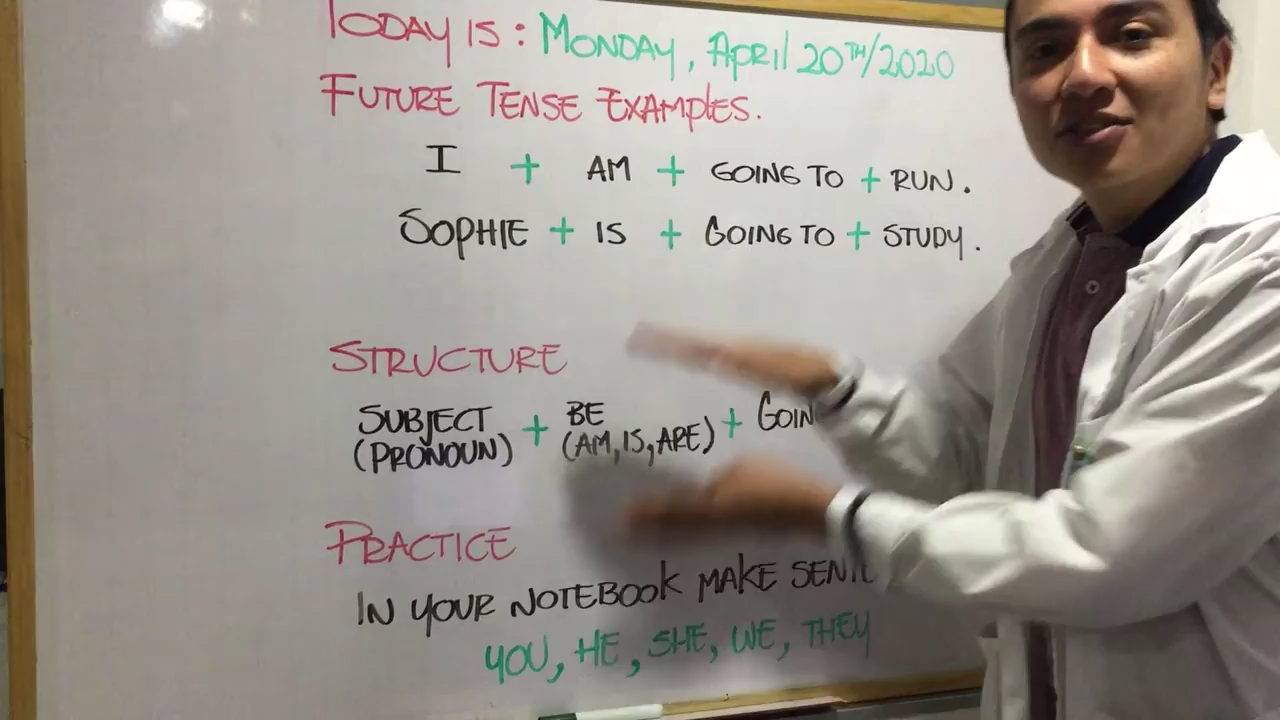 TODAY IS: MONDAY, APRIL 20TH/2020
FUTURE TENSE EXAMPLES.
I + AM + GOING TO + RUN.
SOPHIE + IS + GOING TO + STUDY.
STRUCTURE
SUBJECT + BE + GOIN
(PRONOUN) (AM, IS, ARE)
PRACTICE
IN YOUR NOTEBOOK MAKE
YOU, HE, SHE, WE, THEY